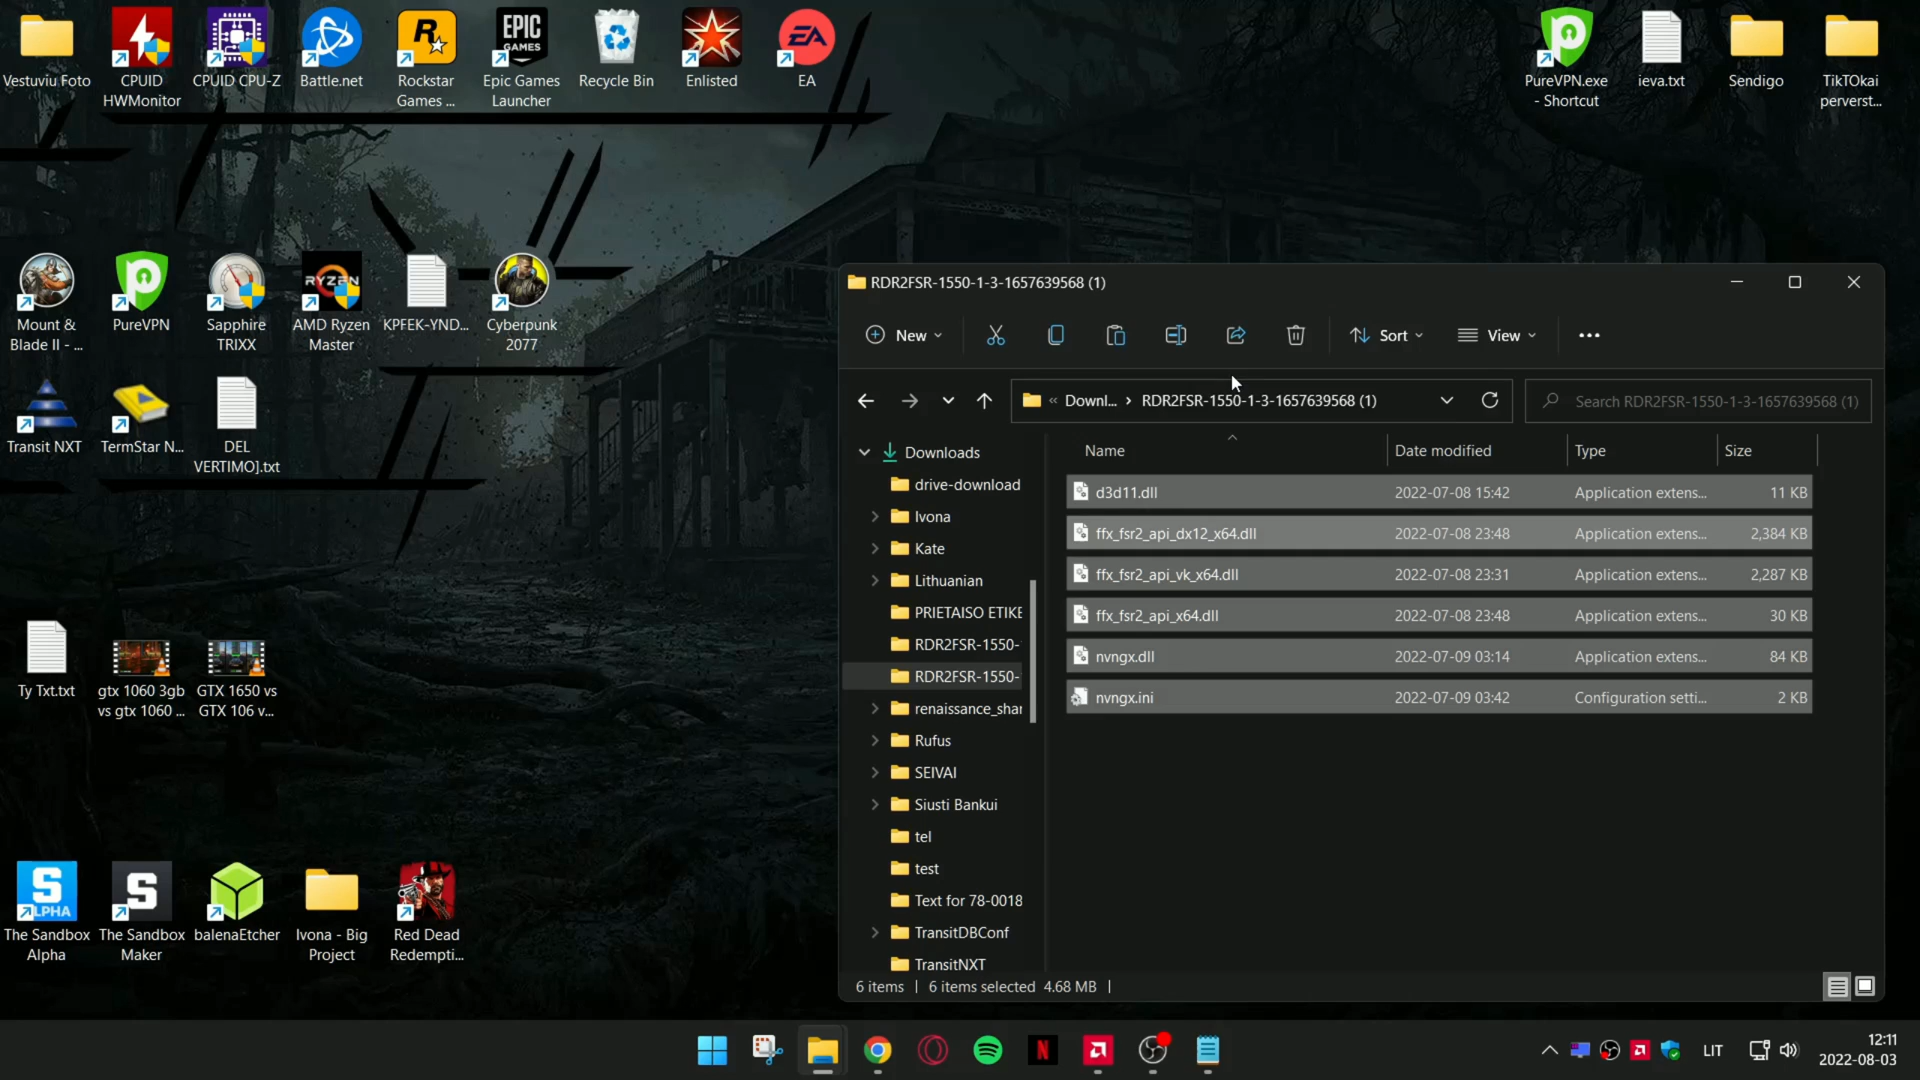 Vestuviu Foto
CPUID
HWMonitor
CPUID CPU-Z
Battle.net
Rockstar
Games ...
EPIC
GAMES
Epic Games
Launcher
Recycle Bin
Enlisted
EA
EA
PureVPN.exe
- Shortcut
ieva.txt
Sendigo
TikTOkai
perverst...
Mount &
Blade II - ...
PureVPN
Sapphire
TRIXX
RYZEN
AMD Ryzen
Master
KPFEK-YND...
Cyberpunk
2077
Transit NXT
TermStar N...
DEL
VERTIMO].txt
Ty Txt.txt
gtx 1060 3gb
vs gtx 1060 ...
GTX 1650 vs
GTX 106 v...
S
LPHA
The Sandbox
Alpha
S
The Sandbox
Maker
balenaEtcher
Ivona - Big
Project
Red Dead
Redempti...
RDR2FSR-1550-1-3-1657639568 (1)
New
Sort
View
« Downl... › RDR2FSR-1550-1-3-1657639568 (1)
Search RDR2FSR-1550-1-3-1657639568 (1)
Downloads
drive-download
Ivona
Kate
Lithuanian
PRIETAISO ETIKE
RDR2FSR-1550-
RDR2FSR-1550-
renaissance_shar
Rufus
SEIVAI
Siusti Bankui
tel
test
Text for 78-0018
TransitDBConf
TransitNXT
Name Date modified Type Size
d3d11.dll 2022-07-08 15:42 Application extens... 11 KB
ffx_fsr2_api_dx12_x64.dll 2022-07-08 23:48 Application extens... 2,384 KB
ffx_fsr2_api_vk_x64.dll 2022-07-08 23:31 Application extens... 2,287 KB
ffx_fsr2_api_x64.dll 2022-07-08 23:48 Application extens... 30 KB
nvngx.dll 2022-07-09 03:14 Application extens... 84 KB
nvngx.ini 2022-07-09 03:42 Configuration setti... 2 KB
6 items | 6 items selected 4.68 MB |
LIT
12:11
2022-08-03